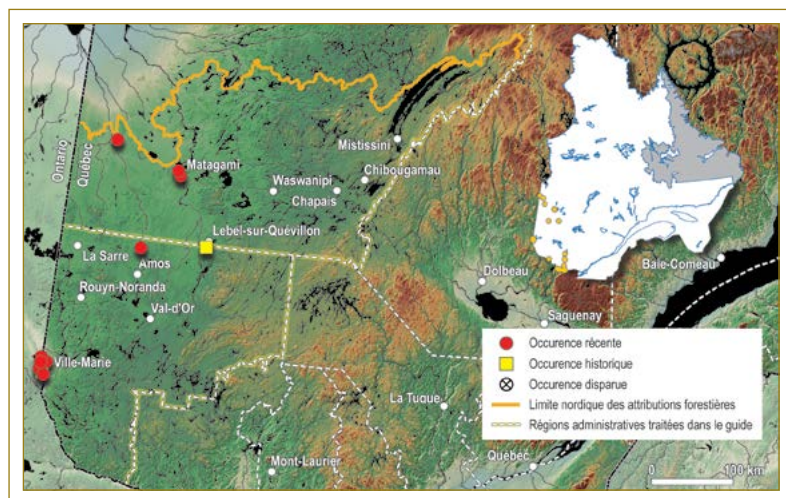 Ontario
Québec
Matagami
Mistissini
Chibougamau
Waswanipi
Chapais
Lebel-sur-Quévillon
La Sarre
Amos
Rouyn-Noranda
Val-d'Or
Ville-Marie
Dolbeau
Baie-Comeau
Saguenay
La Tuque
Mont-Laurier
Québec
Occurence récente
Occurence historique
Occurence disparue
Limite nordique des attributions forestières
Régions administratives traitées dans le guide
0 100 km